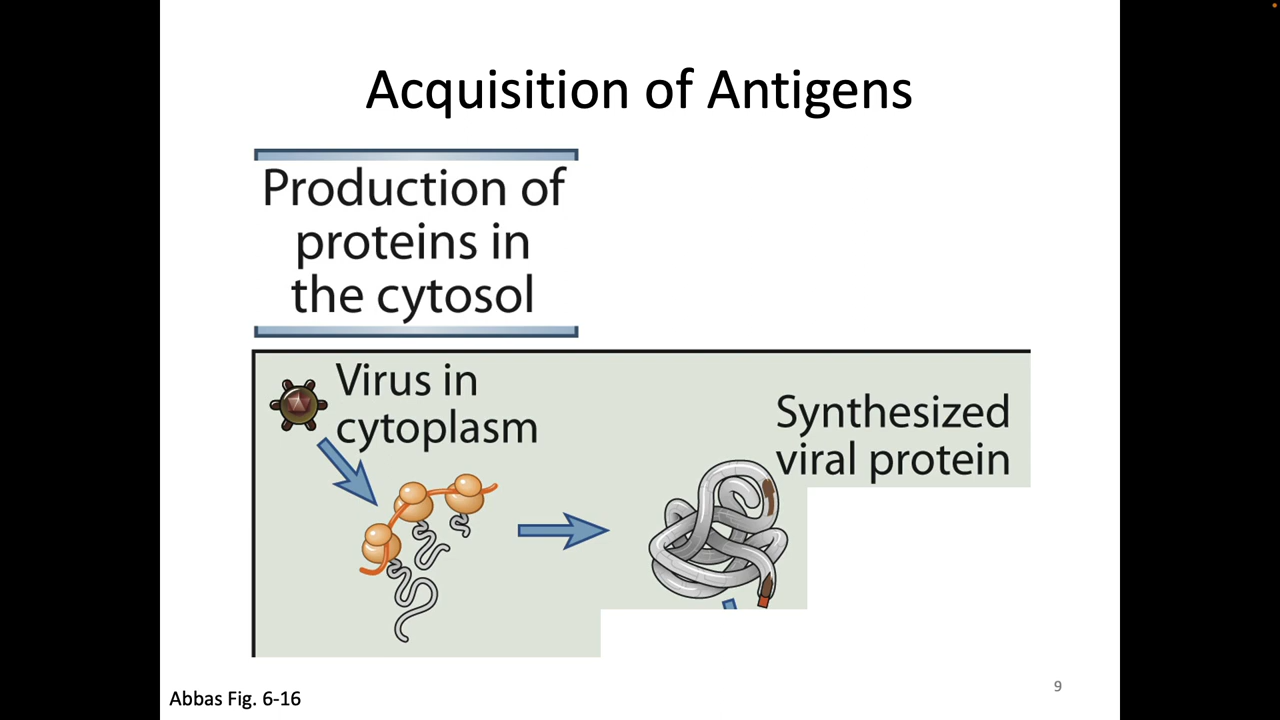 Acquisition of Antigens
Production of
proteins in
the cytosol
Virus in
cytoplasm
Synthesized
viral protein
Abbas Fig. 6-16
9